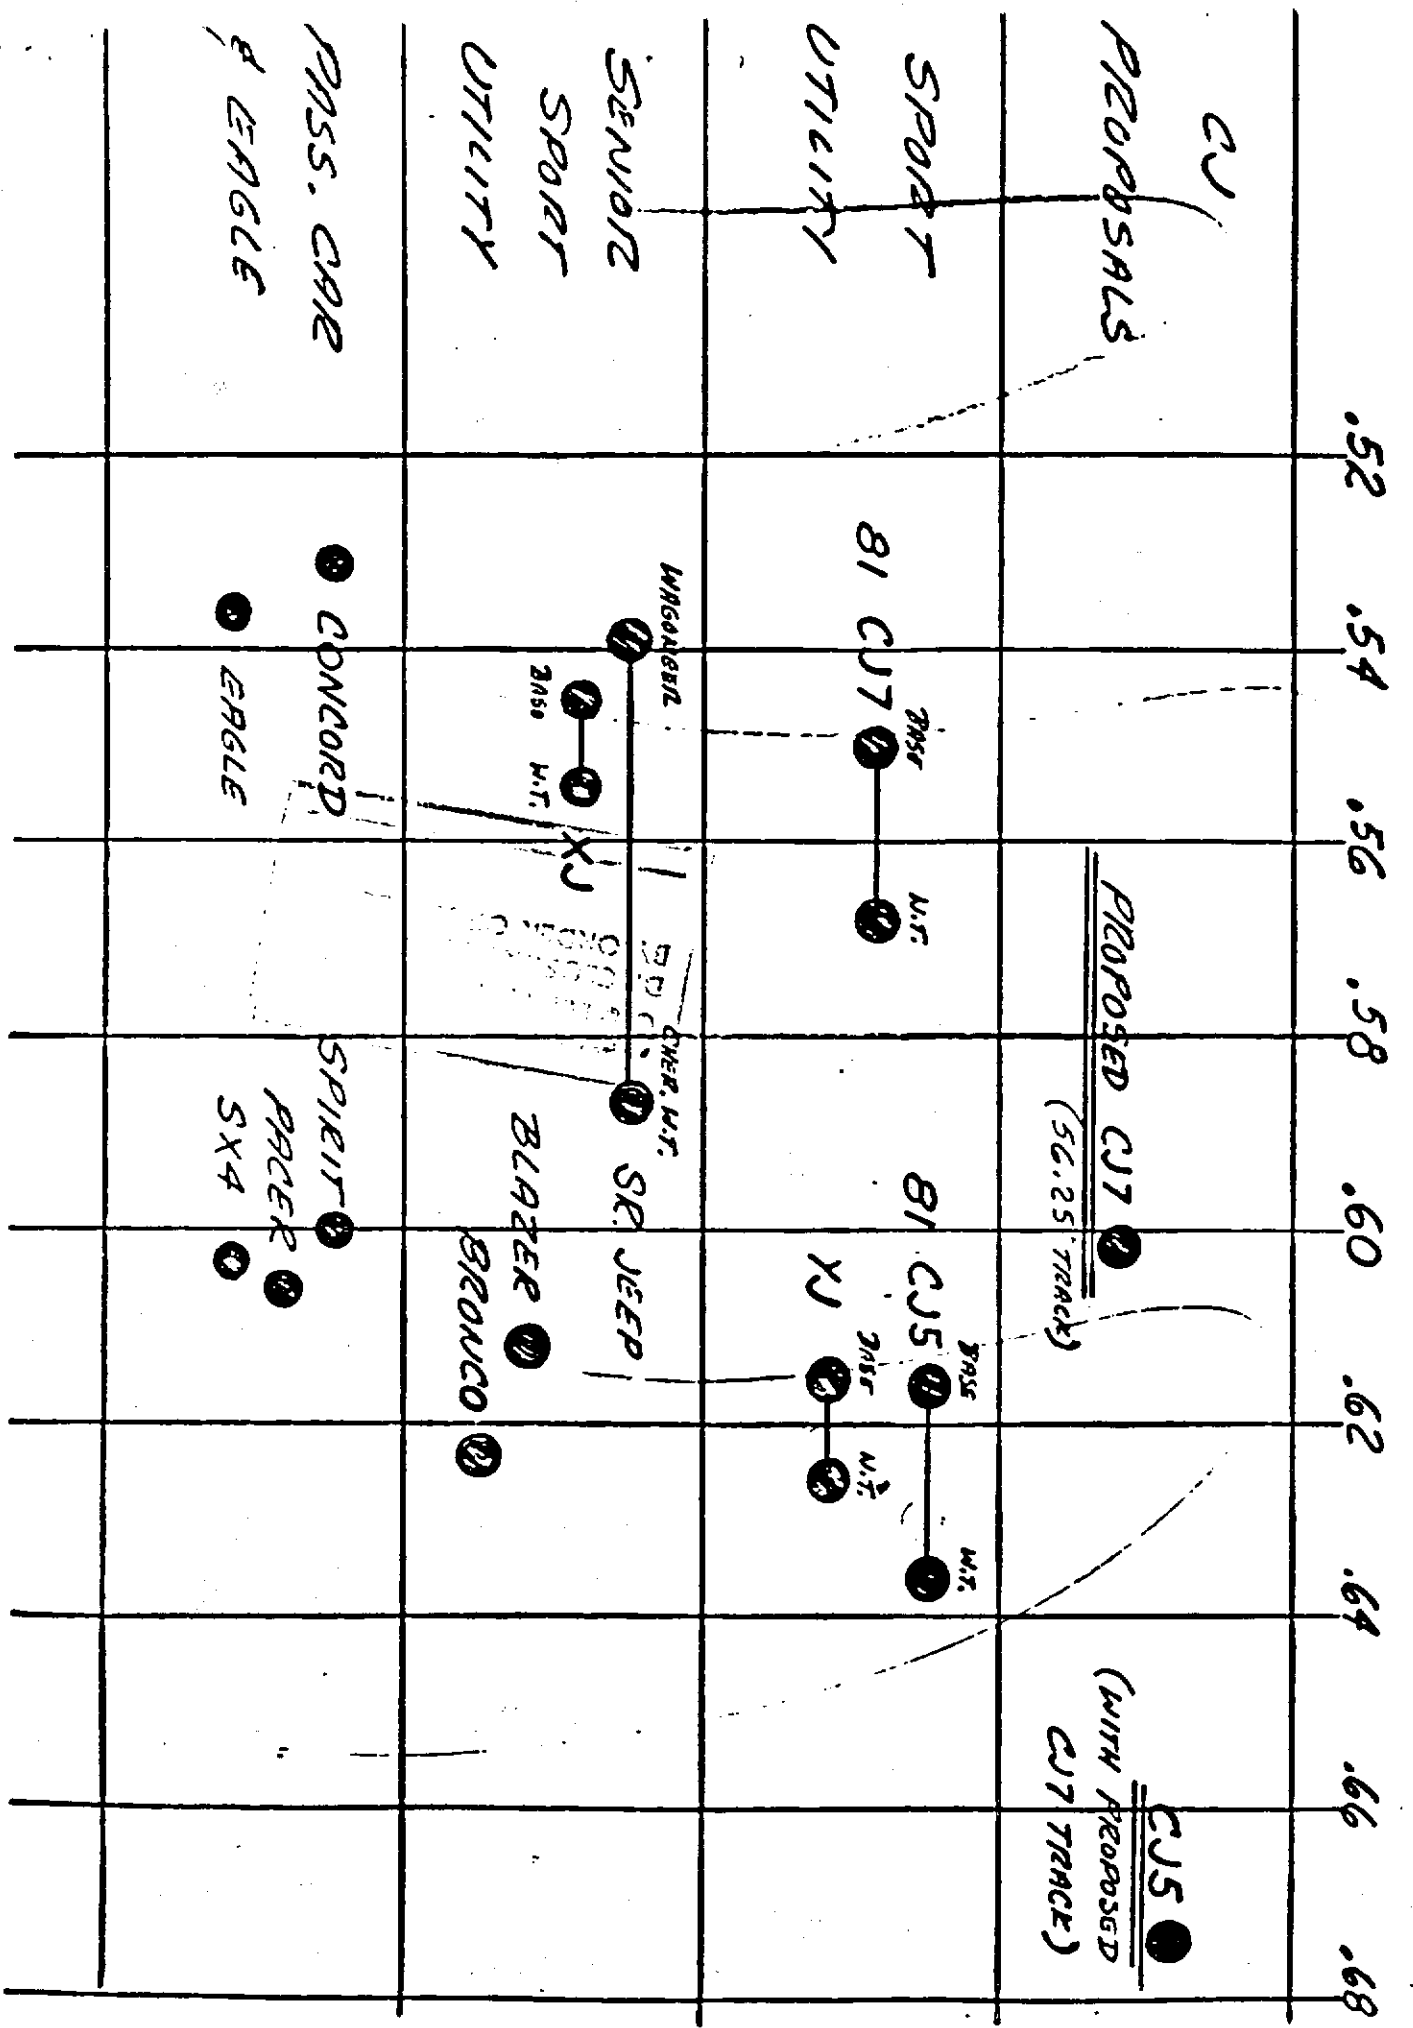 .52 .54 .56 .58 .60 .62 .64 .66 .68
CJ
PROPOSALS
PROPOSED CJ7
(56.25" TRACK)
CJ5
(WITH PROPOSED
CJ7 TRACK)
SPORT
UTILITY
81 CJ7
BASE
W.T.
81 CJ5
BASE
W.T.
YJ
BASE
W.T.
SENIOR
SPORT
UTILITY
WAGONEER
CHER. W.T.
SR. JEEP
BASE
W.T.
XJ
BLAZER
BRONCO
PASS. CAR
& EAGLE
CONCORD
EAGLE
SPIRIT
PACER
SX4